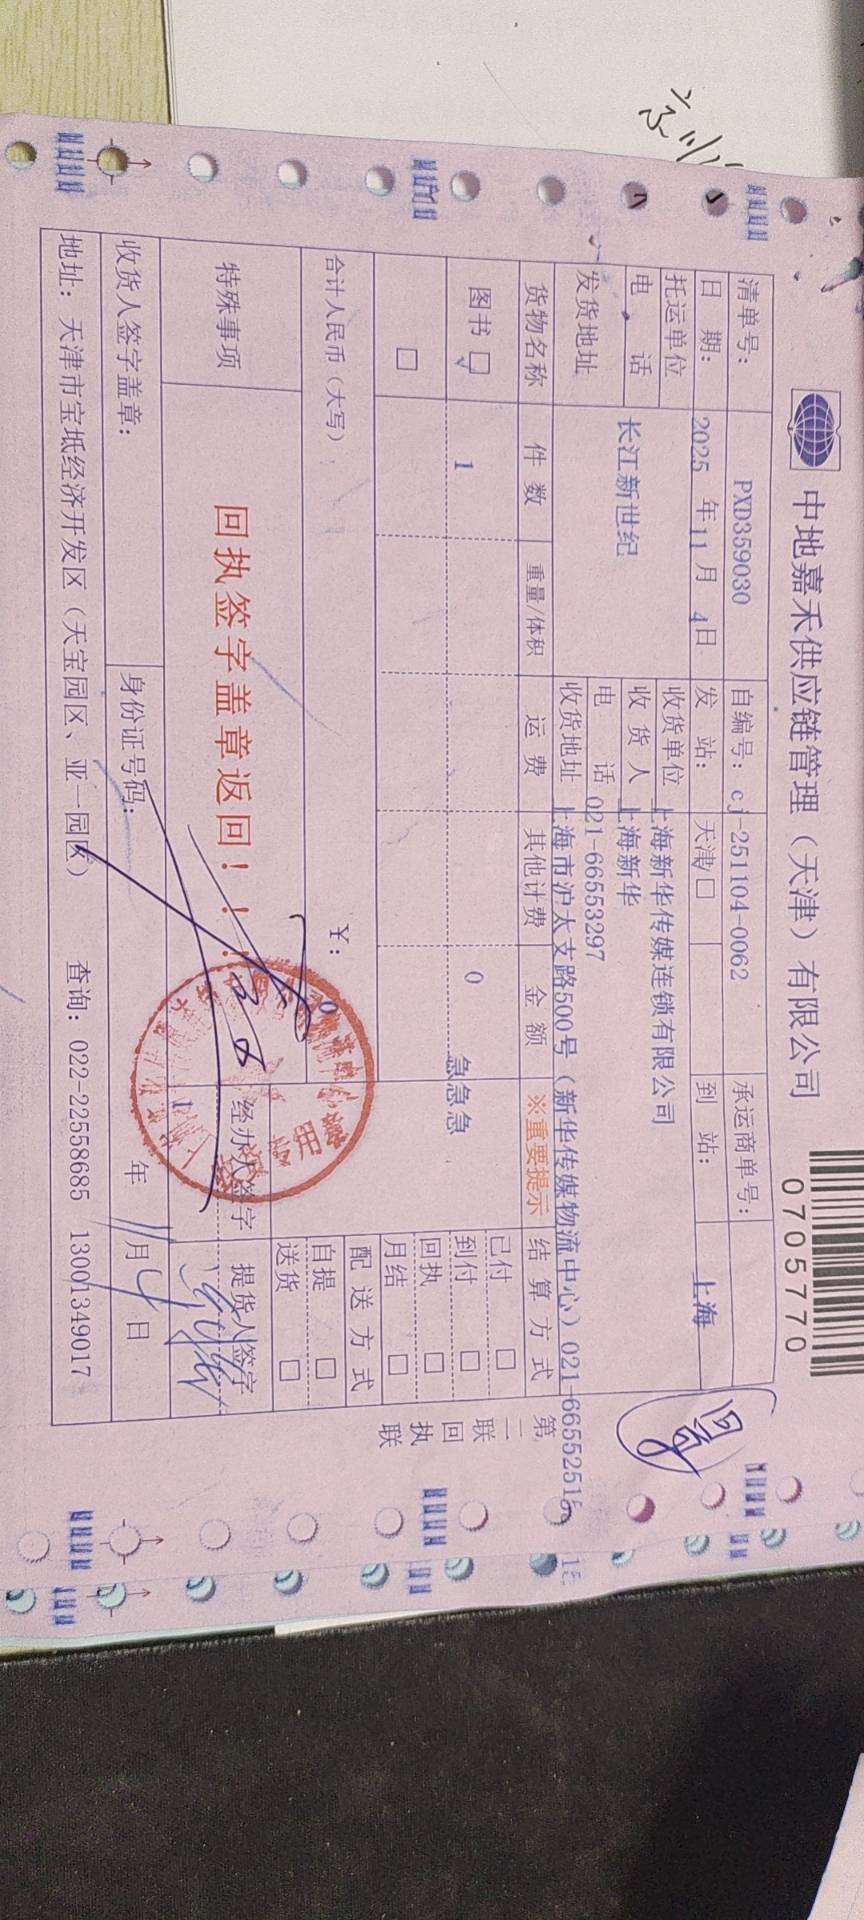 中地嘉禾供应链管理（天津）有限公司
0705770
清单号： PXD359030 自编号： cj-251104-0062 承运商单号：
日 期： 2025 年 11 月 4 日 发 站： 天津 □ 到 站： 上海
托运单位 长江新世纪 收货单位 上海新华传媒连锁有限公司
电 话 收 货 人 上海新华
电 话 021-66553297
发货地址 收货地址 上海市沪太支路500号（新华传媒物流中心）021-66552515
货物名称 件 数 重量/体积 运 费 其他计费 金 额 ※重要提示 结 算 方 式
图书 □ 1 0 急急急 已付 □
到付 □
□ 回执 □
月结 □
合计人民币（大写） ￥： 0 配 送 方 式
自提 □
送货 □
特殊事项 回执签字盖章返回！！！ 1 经办人签字 提货人签字
收货人签字盖章： 身份证号码： 年 11 月 4 日
地址：天津市宝坻经济开发区（天宝园区、亚一园区） 查询：022-22558685 13001349017
第二联 回执联